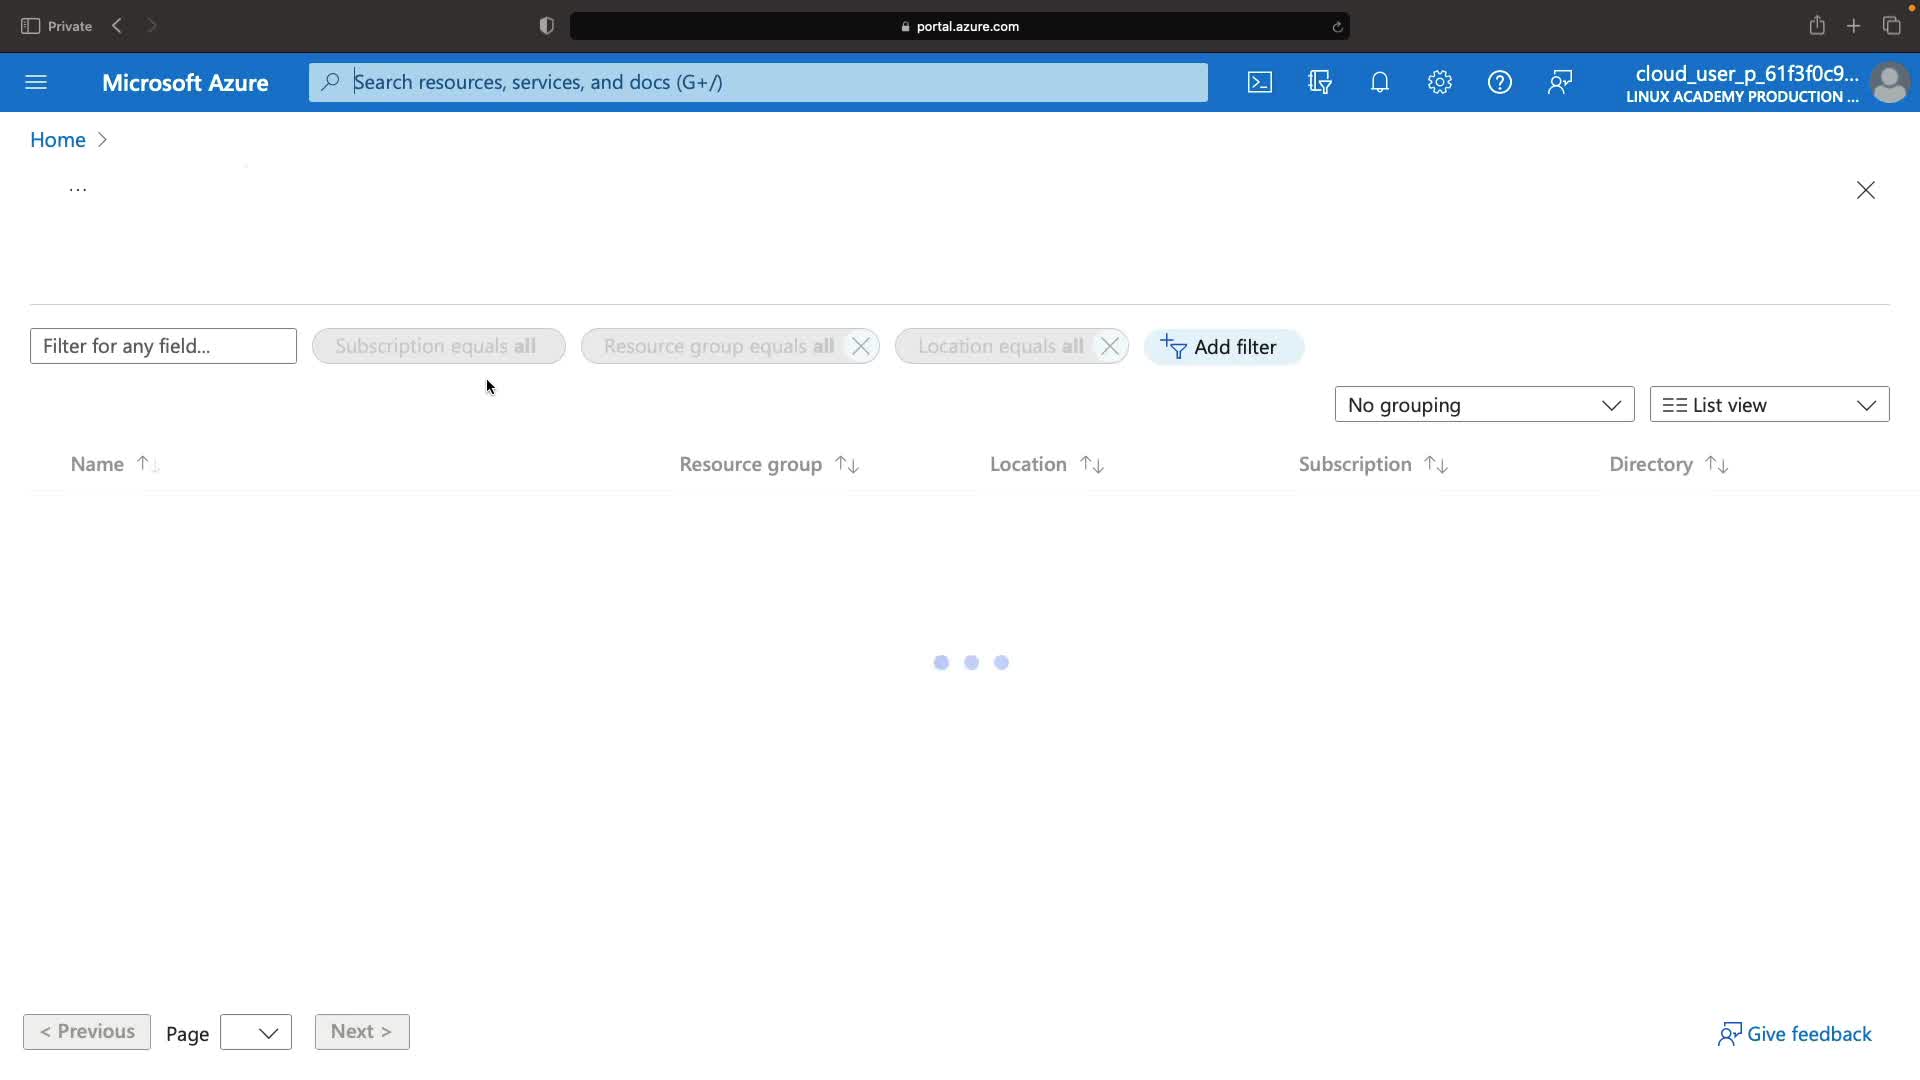 Private
portal.azure.com
Microsoft Azure
Search resources, services, and docs (G+/)
cloud_user_p_61f3f0c9...
LINUX ACADEMY PRODUCTION ...
Home
...
Filter for any field...
Subscription equals all
Resource group equals all
Location equals all
Add filter
No grouping
List view
Name
Resource group
Location
Subscription
Directory
< Previous
Page
Next >
Give feedback